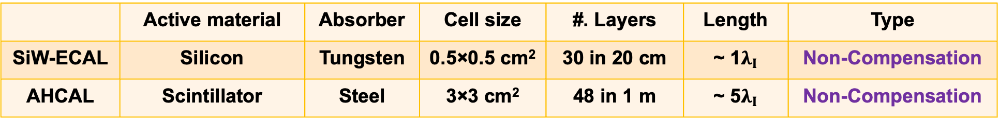 Active material Absorber Cell size #. Layers Length Type
SiW-ECAL Silicon Tungsten 0.5×0.5 cm² 30 in 20 cm ~ 1λI Non-Compensation
AHCAL Scintillator Steel 3×3 cm² 48 in 1 m ~ 5λI Non-Compensation